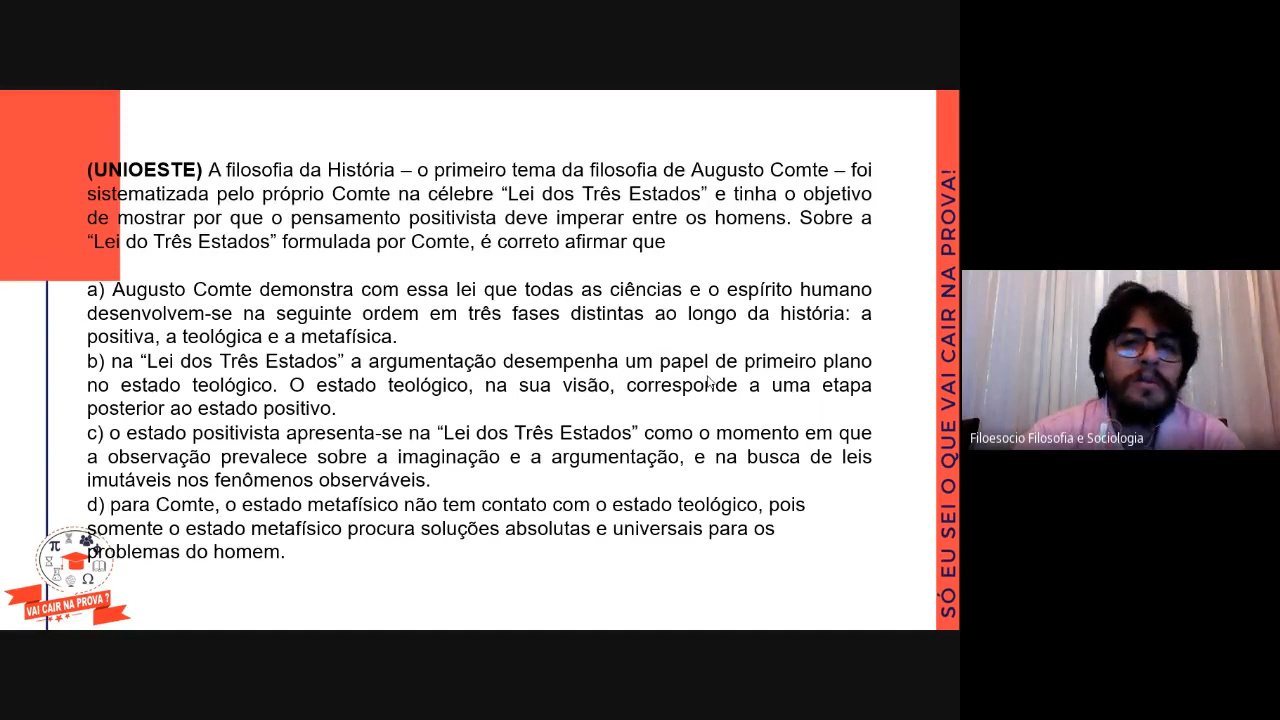 (UNIOESTE) A filosofia da História – o primeiro tema da filosofia de Augusto Comte – foi
sistematizada pelo próprio Comte na célebre “Lei dos Três Estados” e tinha o objetivo
de mostrar por que o pensamento positivista deve imperar entre os homens. Sobre a
“Lei do Três Estados” formulada por Comte, é correto afirmar que
a) Augusto Comte demonstra com essa lei que todas as ciências e o espírito humano
desenvolvem-se na seguinte ordem em três fases distintas ao longo da história: a
positiva, a teológica e a metafísica.
b) na “Lei dos Três Estados” a argumentação desempenha um papel de primeiro plano
no estado teológico. O estado teológico, na sua visão, corresponde a uma etapa
posterior ao estado positivo.
c) o estado positivista apresenta-se na “Lei dos Três Estados” como o momento em que
a observação prevalece sobre a imaginação e a argumentação, e na busca de leis
imutáveis nos fenômenos observáveis.
d) para Comte, o estado metafísico não tem contato com o estado teológico, pois
somente o estado metafísico procura soluções absolutas e universais para os
problemas do homem.
π
Ω
VAI CAIR NA PROVA ?
SÓ EU SEI O QUE VAI CAIR NA PROVA!
Filoesocio Filosofia e Sociologia